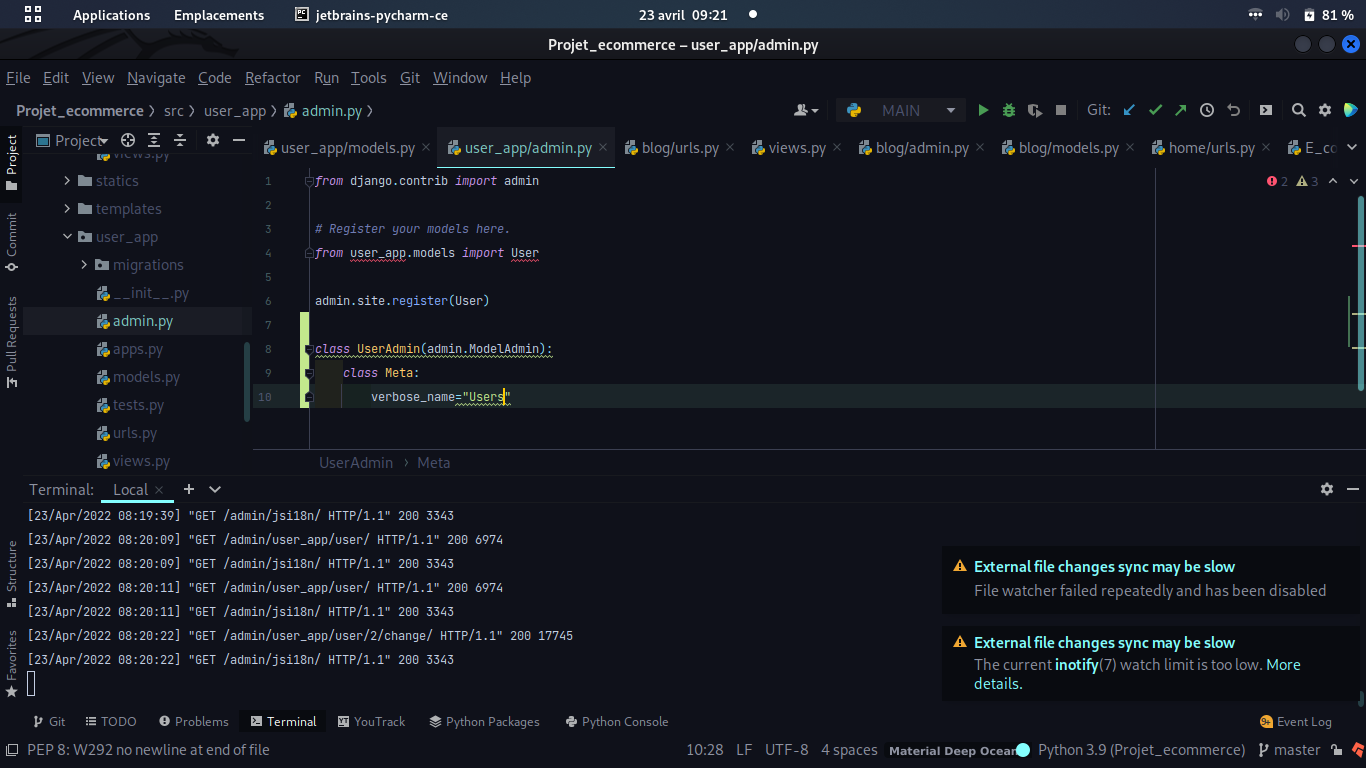 Applications Emplacements jetbrains-pycharm-ce 23 avril 09:21 81 %
Projet_ecommerce – user_app/admin.py
File Edit View Navigate Code Refactor Run Tools Git Window Help
Projet_ecommerce src user_app admin.py MAIN Git:
Project user_app/models.py user_app/admin.py blog/urls.py views.py blog/admin.py blog/models.py home/urls.py E_co
views.py
statics
templates
user_app
migrations
__init__.py
admin.py
apps.py
models.py
tests.py
urls.py
views.py
Project
Commit
Pull Requests
Structure
Favorites
1 from django.contrib import admin
2
3 # Register your models here.
4 from user_app.models import User
5
6 admin.site.register(User)
7
8 class UserAdmin(admin.ModelAdmin):
9 class Meta:
10 verbose_name="Users"
2 3
UserAdmin › Meta
Terminal: Local
[23/Apr/2022 08:19:39] "GET /admin/jsi18n/ HTTP/1.1" 200 3343
[23/Apr/2022 08:20:09] "GET /admin/user_app/user/ HTTP/1.1" 200 6974
[23/Apr/2022 08:20:09] "GET /admin/jsi18n/ HTTP/1.1" 200 3343
[23/Apr/2022 08:20:11] "GET /admin/user_app/user/ HTTP/1.1" 200 6974
[23/Apr/2022 08:20:11] "GET /admin/jsi18n/ HTTP/1.1" 200 3343
[23/Apr/2022 08:20:22] "GET /admin/user_app/user/2/change/ HTTP/1.1" 200 17745
[23/Apr/2022 08:20:22] "GET /admin/jsi18n/ HTTP/1.1" 200 3343
External file changes sync may be slow
File watcher failed repeatedly and has been disabled
External file changes sync may be slow
The current inotify(7) watch limit is too low. More
details.
Git TODO Problems Terminal YouTrack Python Packages Python Console 9+ Event Log
PEP 8: W292 no newline at end of file 10:28 LF UTF-8 4 spaces Material Deep Ocean Python 3.9 (Projet_ecommerce) master